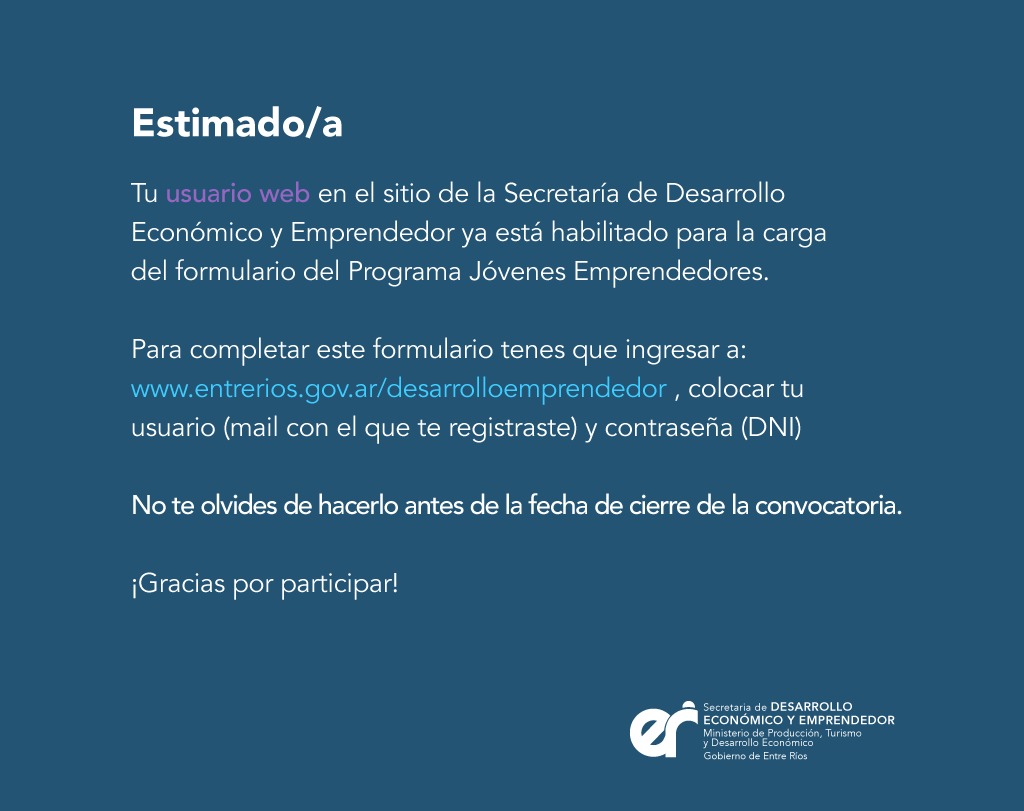 Estimado/a
Tu usuario web en el sitio de la Secretaría de Desarrollo
Económico y Emprendedor ya está habilitado para la carga
del formulario del Programa Jóvenes Emprendedores.
Para completar este formulario tenes que ingresar a:
www.entrerios.gov.ar/desarrolloemprendedor , colocar tu
usuario (mail con el que te registraste) y contraseña (DNI)
No te olvides de hacerlo antes de la fecha de cierre de la convocatoria.
¡Gracias por participar!
er
Secretaria de DESARROLLO
ECONÓMICO Y EMPRENDEDOR
Ministerio de Producción, Turismo
y Desarrollo Económico
Gobierno de Entre Ríos